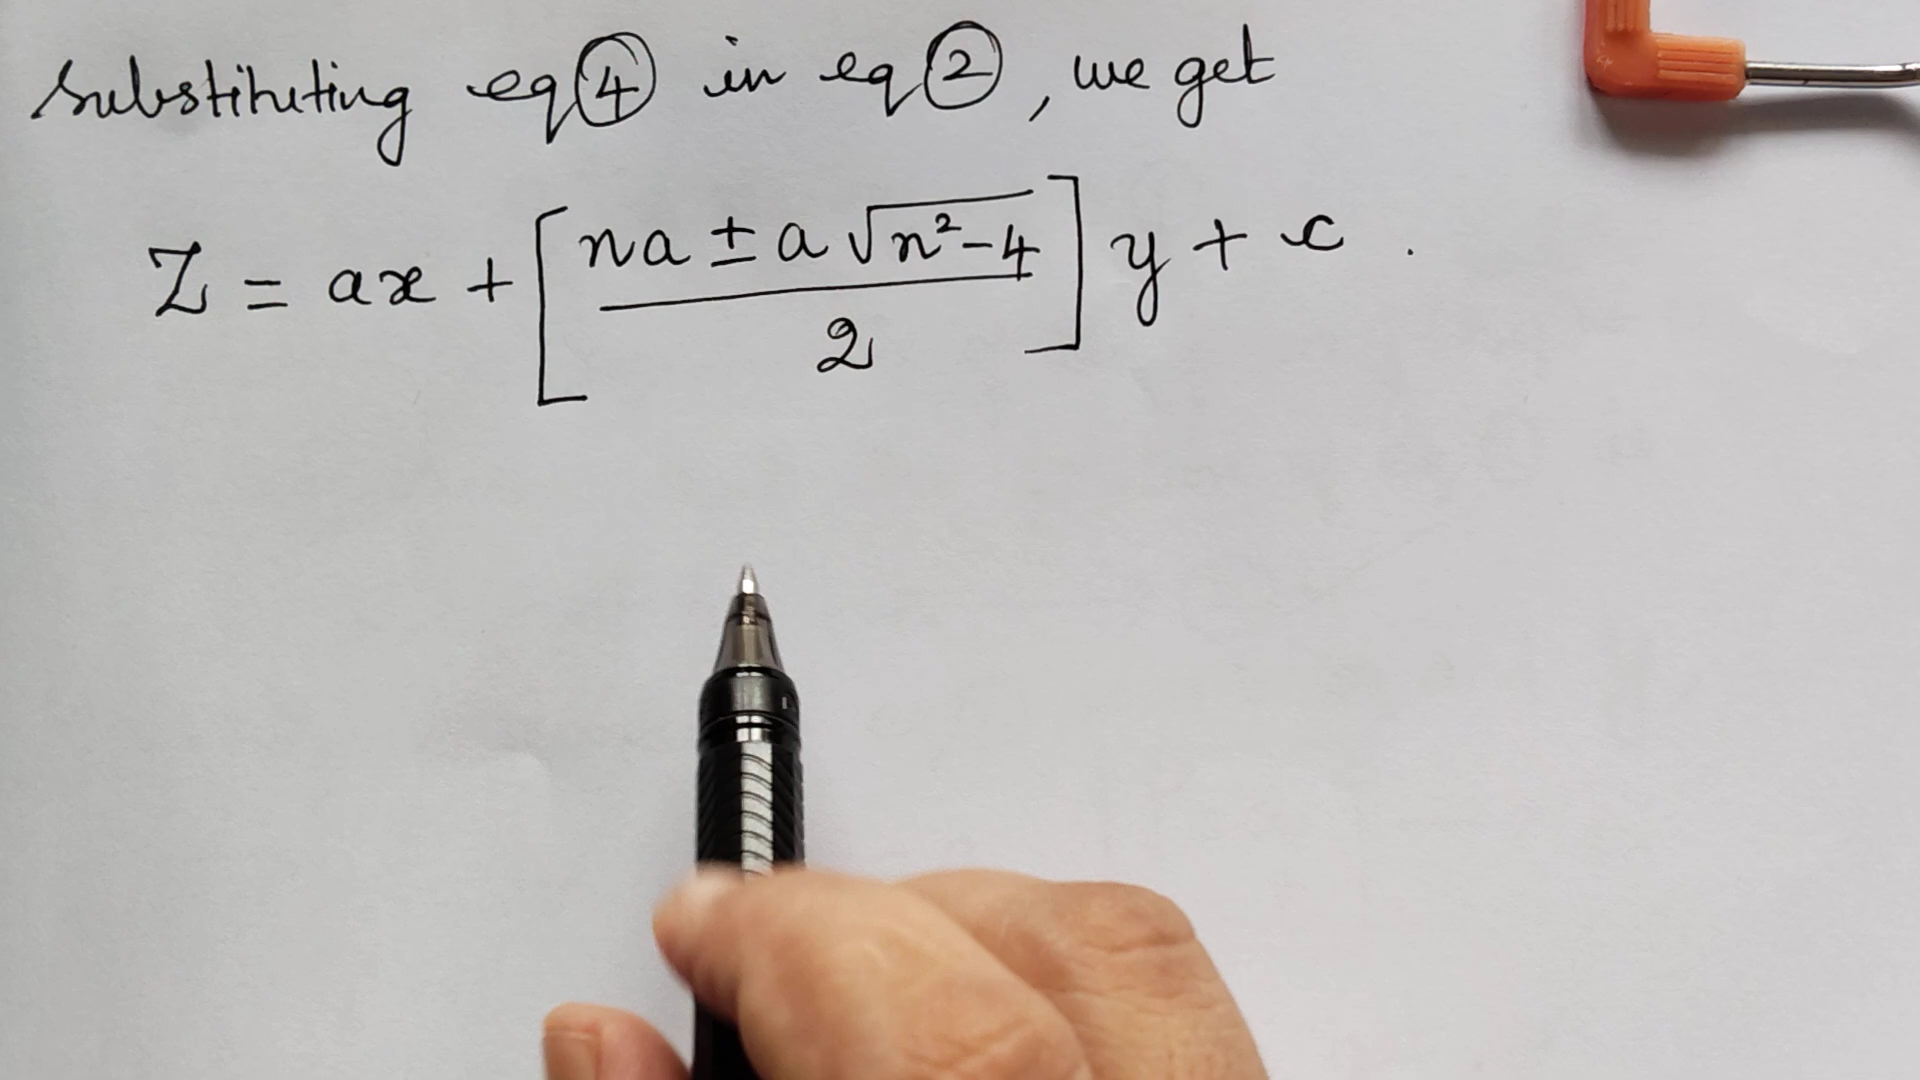 Substituting eq④ in eq②, we get
Z = ax + [ (na ± a √(n²-4)) / 2 ] y + c .